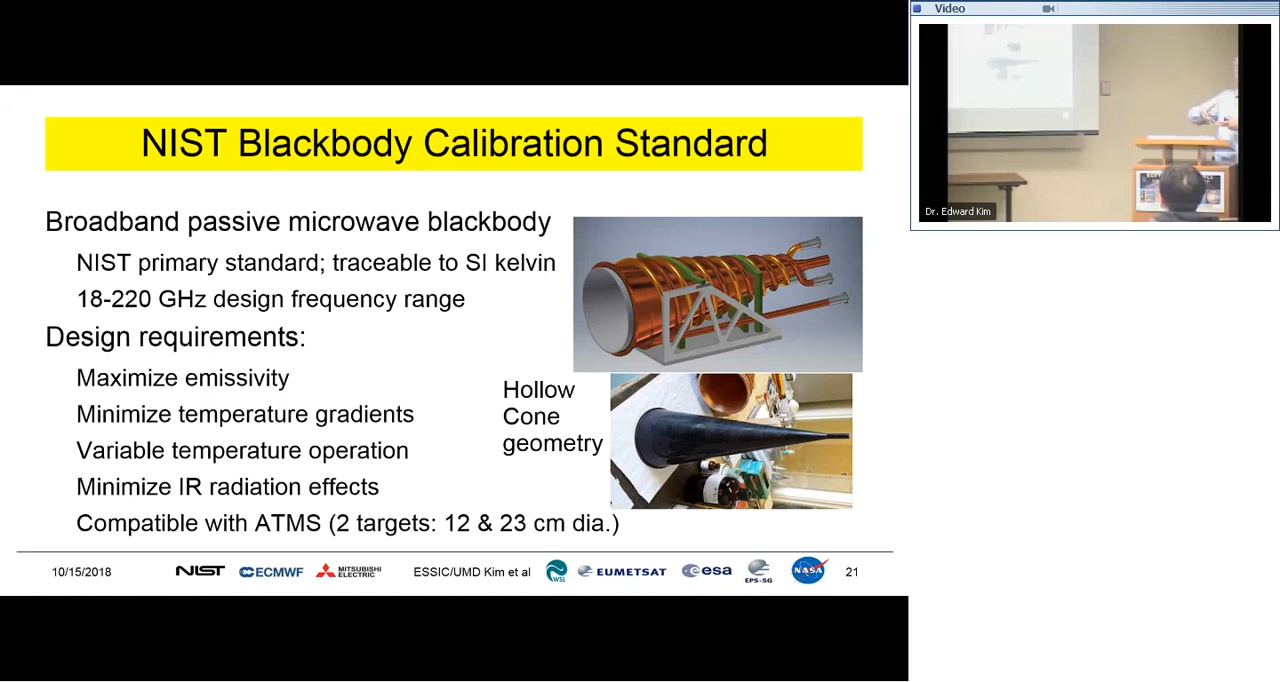 Video
NIST Blackbody Calibration Standard
Broadband passive microwave blackbody
NIST primary standard; traceable to SI kelvin
18-220 GHz design frequency range
Design requirements:
Maximize emissivity
Minimize temperature gradients
Variable temperature operation
Minimize IR radiation effects
Compatible with ATMS (2 targets: 12 & 23 cm dia.)
Hollow
Cone
geometry
Dr. Edward Kim
10/15/2018
NIST
ECMWF
MITSUBISHI
ELECTRIC
ESSIC/UMD Kim et al
WSL
EUMETSAT
esa
EPS-SG
NASA
21